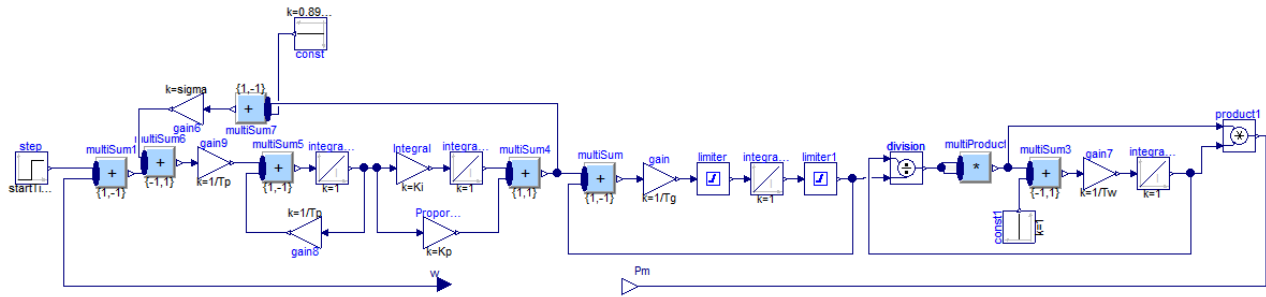 k=0.89...
const
k=sigma
{1,-1}
+
gain6
multiSum7
step
startTi...
multiSum1
+
{1,-1}
multiSum6
+
{-1,1}
gain9
k=1/Tp
multiSum5
+
{1,-1}
integra...
k=1
Integral
k=Ki
integra...
k=1
multiSum4
+
{1,1}
k=1/Tp
gain8
Propor...
k=Kp
multiSum
+
{1,-1}
gain
k=1/Tg
limiter
integra...
k=1
limiter1
division
multiProduct
*
multiSum3
+
{-1,1}
gain7
k=1/Tw
integra...
k=1
product1
*
const1
k=1
w
Pm